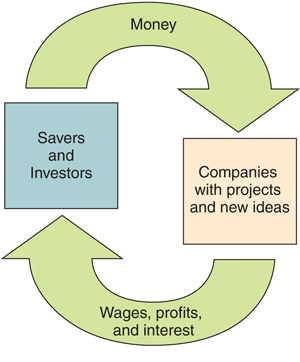 Money
Savers
and
Investors
Companies
with projects
and new ideas
Wages, profits,
and interest